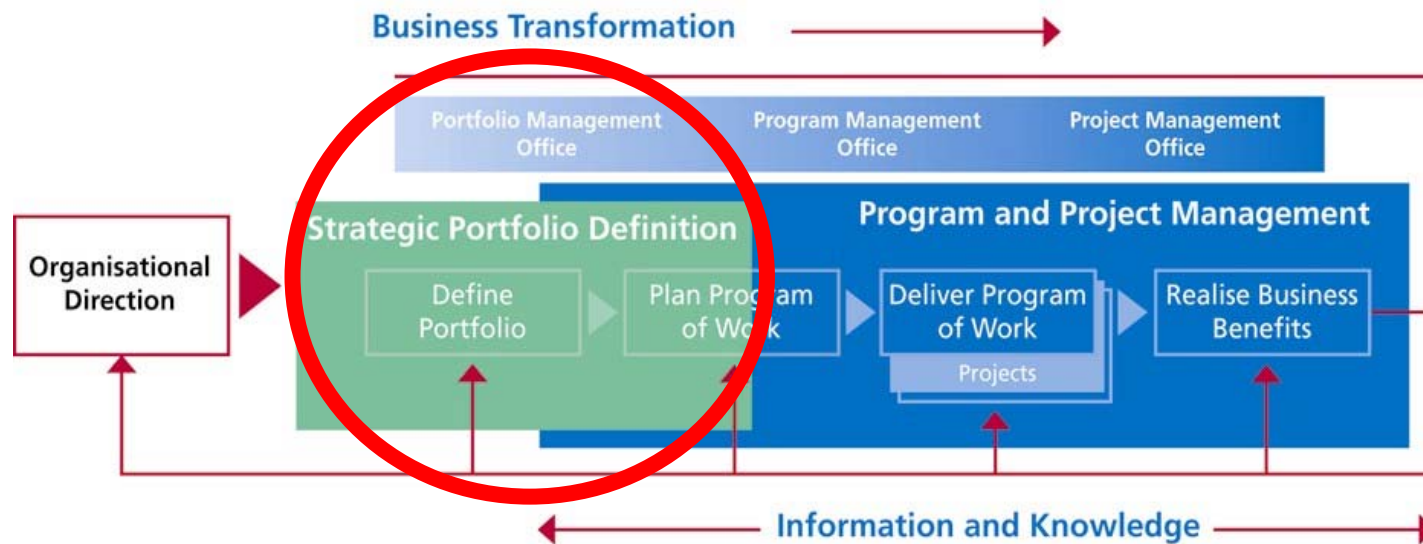 Business Transformation
Portfolio Management
Office
Program Management
Office
Project Management
Office
Strategic Portfolio Definition
Program and Project Management
Organisational
Direction
Define
Portfolio
Plan Program
of Work
Deliver Program
of Work
Projects
Realise Business
Benefits
Information and Knowledge